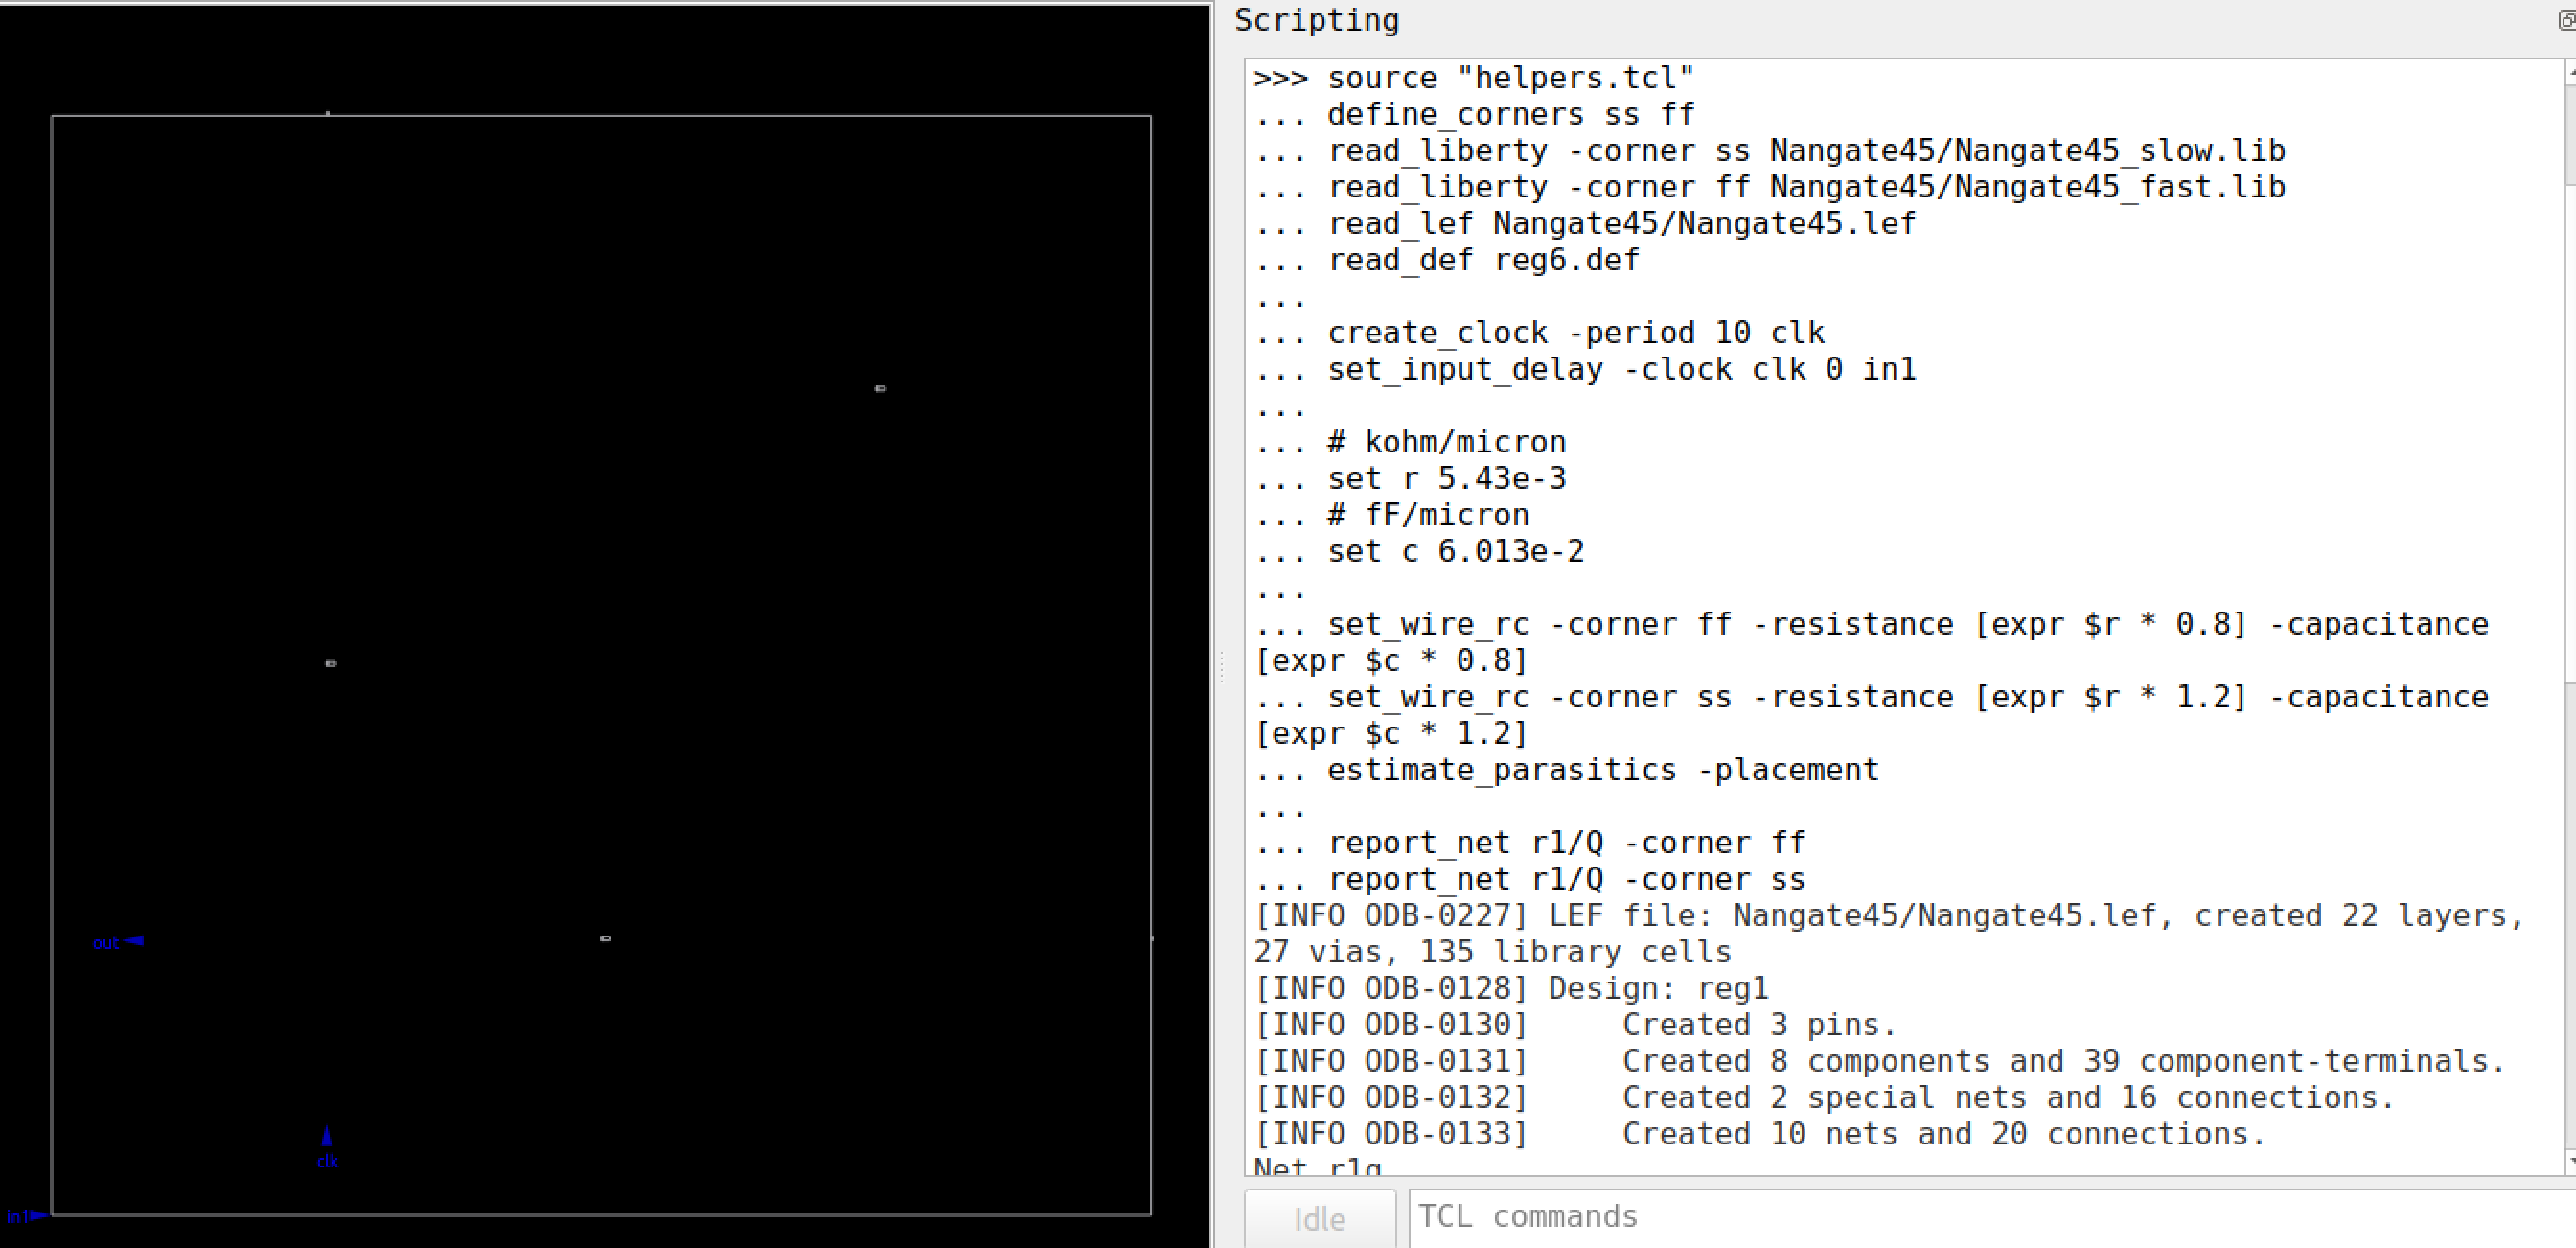 Scripting
>>> source "helpers.tcl"
... define_corners ss ff
... read_liberty -corner ss Nangate45/Nangate45_slow.lib
... read_liberty -corner ff Nangate45/Nangate45_fast.lib
... read_lef Nangate45/Nangate45.lef
... read_def reg6.def
...
... create_clock -period 10 clk
... set_input_delay -clock clk 0 in1
...
... # kohm/micron
... set r 5.43e-3
... # fF/micron
... set c 6.013e-2
...
... set_wire_rc -corner ff -resistance [expr $r * 0.8] -capacitance
[expr $c * 0.8]
... set_wire_rc -corner ss -resistance [expr $r * 1.2] -capacitance
[expr $c * 1.2]
... estimate_parasitics -placement
...
... report_net r1/Q -corner ff
... report_net r1/Q -corner ss
[INFO ODB-0227] LEF file: Nangate45/Nangate45.lef, created 22 layers,
27 vias, 135 library cells
[INFO ODB-0128] Design: reg1
[INFO ODB-0130]     Created 3 pins.
[INFO ODB-0131]     Created 8 components and 39 component-terminals.
[INFO ODB-0132]     Created 2 special nets and 16 connections.
[INFO ODB-0133]     Created 10 nets and 20 connections.
Net r1q
Idle
TCL commands
out
clk
in1